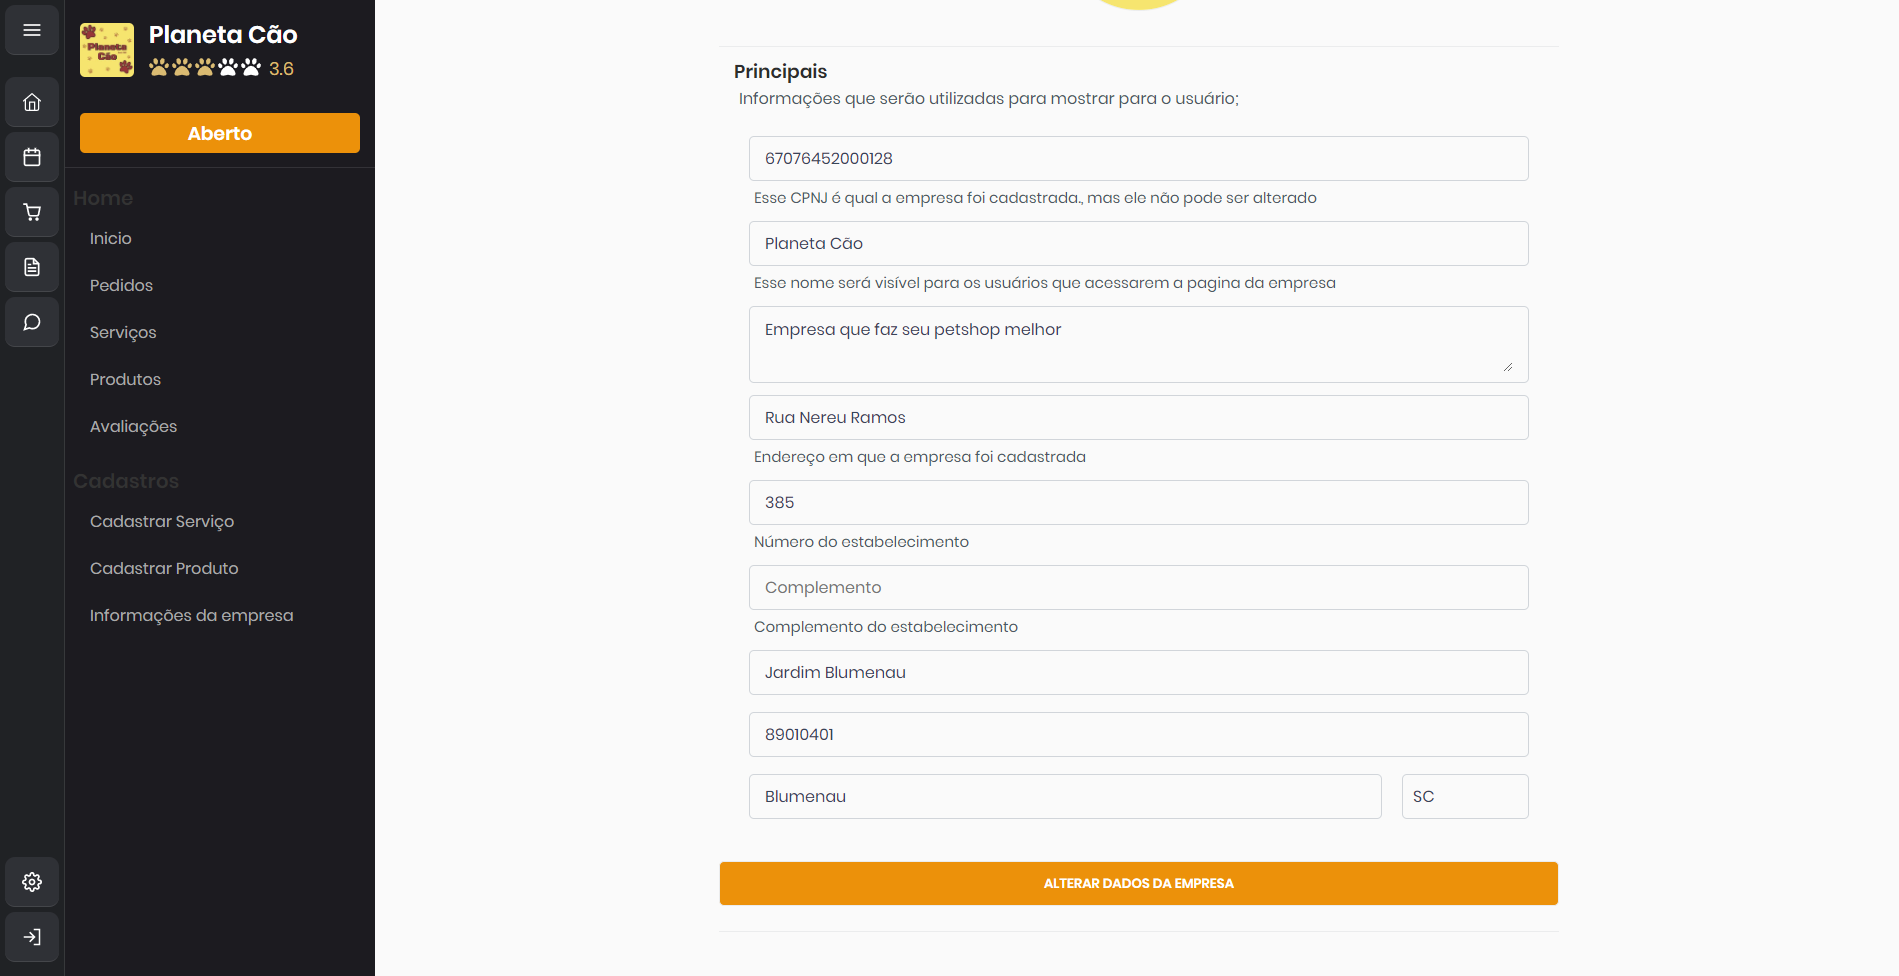 Planeta Cão
Planeta Cão
3.6
Aberto
Home
Inicio
Pedidos
Serviços
Produtos
Avaliações
Cadastros
Cadastrar Serviço
Cadastrar Produto
Informações da empresa
Principais
Informações que serão utilizadas para mostrar para o usuário;
67076452000128
Esse CPNJ é qual a empresa foi cadastrada., mas ele não pode ser alterado
Planeta Cão
Esse nome será visível para os usuários que acessarem a pagina da empresa
Empresa que faz seu petshop melhor
Rua Nereu Ramos
Endereço em que a empresa foi cadastrada
385
Número do estabelecimento
Complemento
Complemento do estabelecimento
Jardim Blumenau
89010401
Blumenau SC
ALTERAR DADOS DA EMPRESA